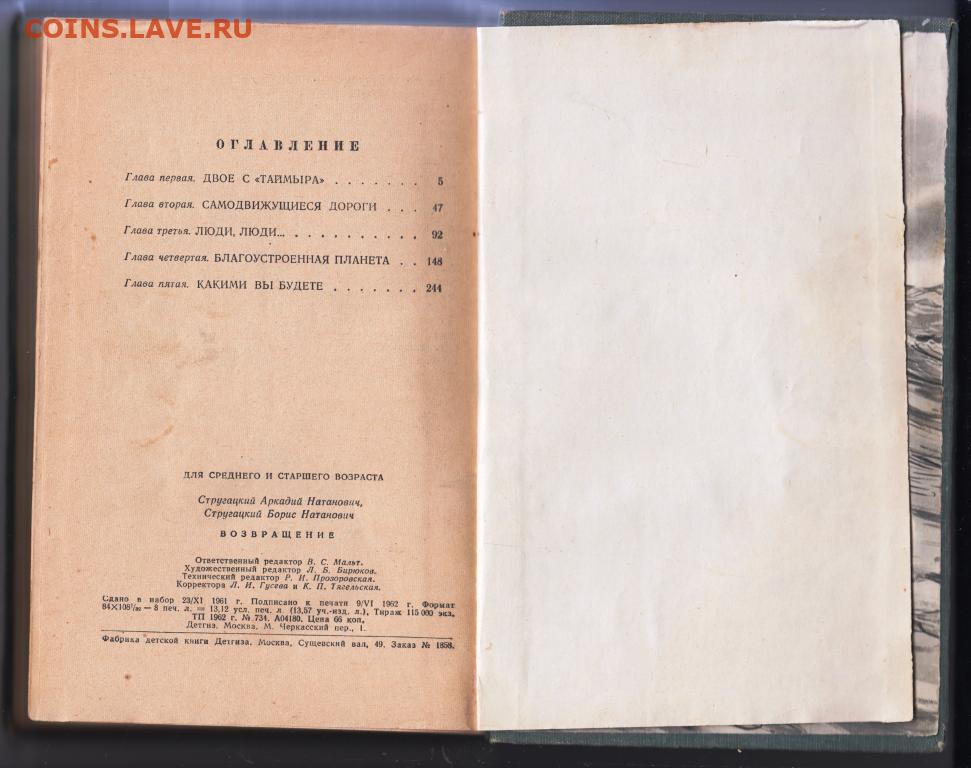 COINS.LAVE.RU
ОГЛАВЛЕНИЕ
Глава первая. ДВОЕ С «ТАЙМЫРА» . . . . . . . 5
Глава вторая. САМОДВИЖУЩИЕСЯ ДОРОГИ . . . 47
Глава третья. ЛЮДИ, ЛЮДИ... . . . . . . . . . . 92
Глава четвертая. БЛАГОУСТРОЕННАЯ ПЛАНЕТА . . 148
Глава пятая. КАКИМИ ВЫ БУДЕТЕ . . . . . . . 244
ДЛЯ СРЕДНЕГО И СТАРШЕГО ВОЗРАСТА
Стругацкий Аркадий Натанович,
Стругацкий Борис Натанович
ВОЗВРАЩЕНИЕ
Ответственный редактор В. С. Мальт.
Художественный редактор Л. Б. Бирюков.
Технический редактор Р. И. Прозоровская.
Корректора Л. И. Гусева и К. П. Тягельская.
Сдано в набор 23/XI 1961 г. Подписано к печати 9/VI 1962 г. Формат
84X108¹/₃₂ — 8 печ. л. = 13,12 усл. печ. л. (13,57 уч.-изд. л.). Тираж 115 000 экз.
ТП 1962 г. № 734. А04180. Цена 66 коп.
Детгиз. Москва, М. Черкасский пер., 1.
Фабрика детской книги Детгиза. Москва, Сущевский вал, 49. Заказ № 1858.